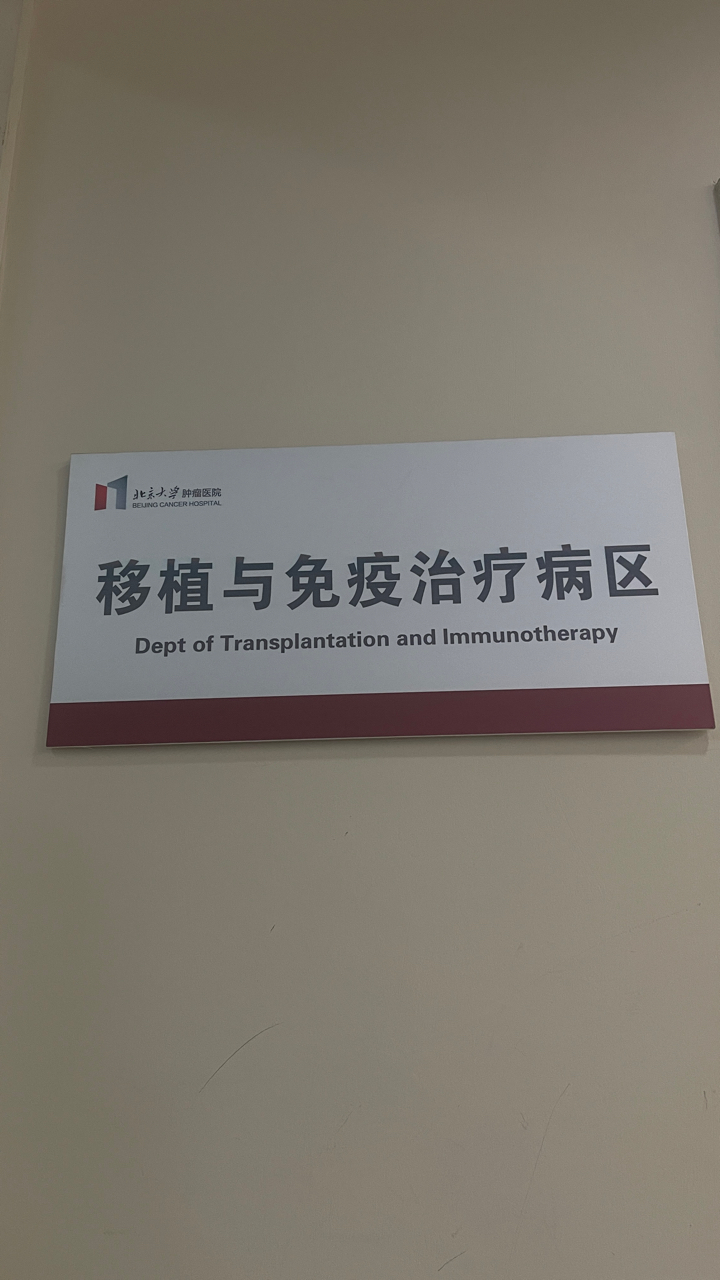 北京大学肿瘤医院
BEIJING CANCER HOSPITAL
移植与免疫治疗病区
Dept of Transplantation and Immunotherapy